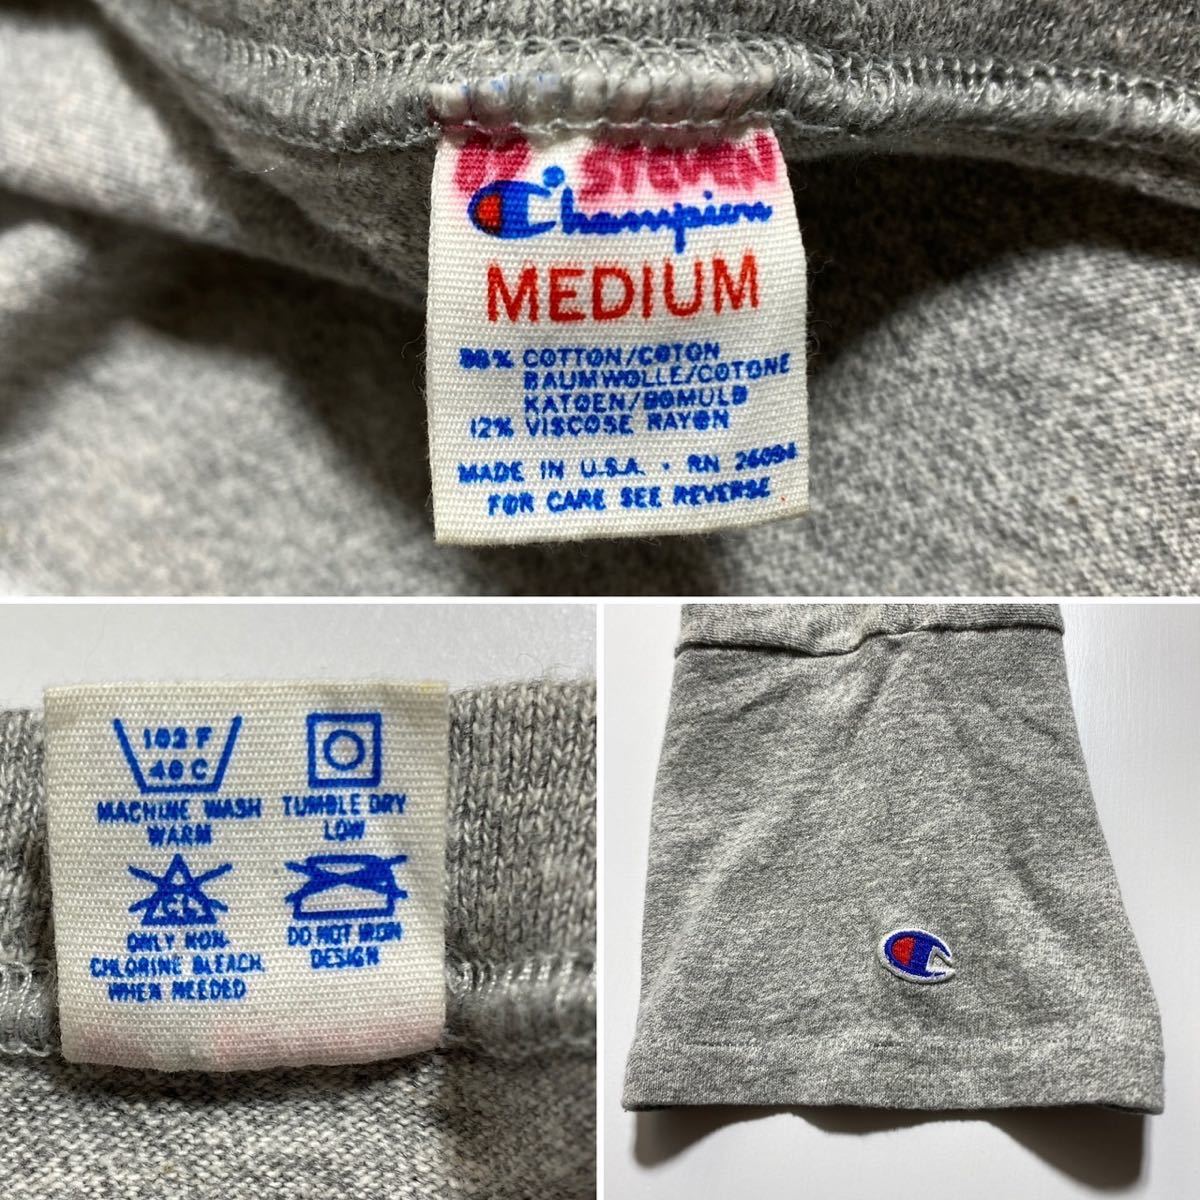 STEVEN
Champion
MEDIUM
88% COTTON/COTON
BAUMWOLLE/COTONE
KATOEN/BOMULD
12% VISCOSE RAYON
MADE IN U.S.A. • RN 26094
FOR CARE SEE REVERSE
102 F
40 C
MACHINE WASH
WARM
TUMBLE DRY
LOW
CL
ONLY NON-
CHLORINE BLEACH
WHEN NEEDED
DO NOT IRON
DESIGN